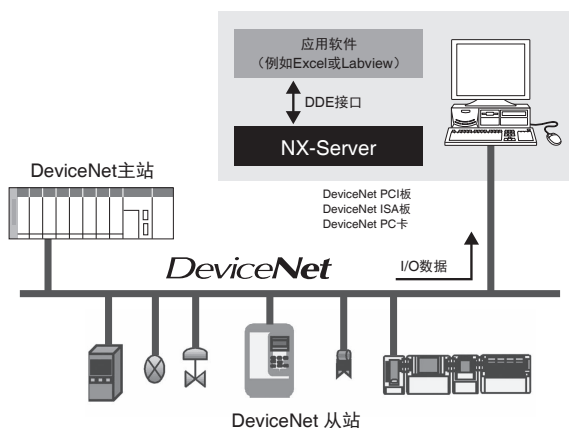 应用软件
（例如Excel或Labview）
DDE接口
NX-Server
DeviceNet主站
DeviceNet PCI板
DeviceNet ISA板
DeviceNet PC卡
DeviceNet
I/O数据
DeviceNet 从站